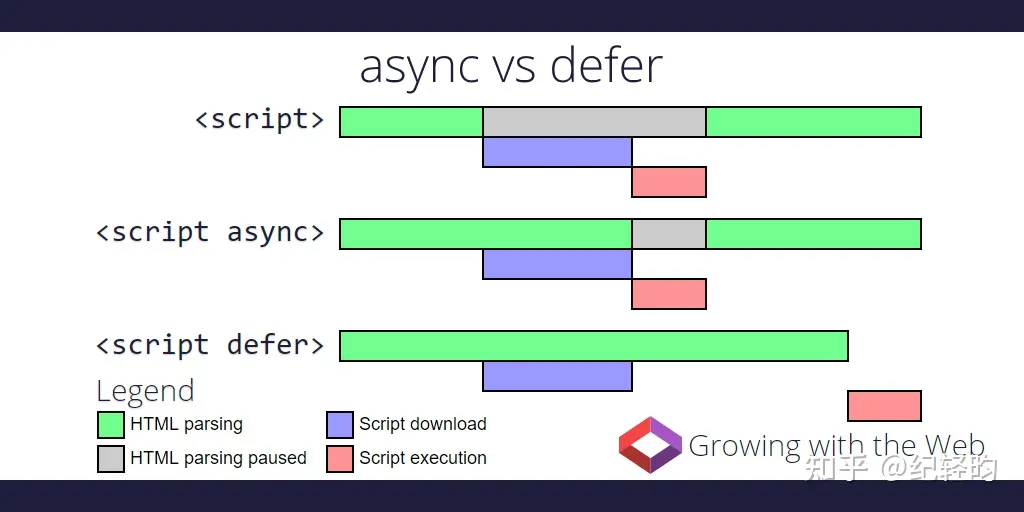 async vs defer
<script>
<script async>
<script defer>
Legend
HTML parsing
Script download
HTML parsing paused
Script execution
Growing with the Web
知乎 @纪轻昀